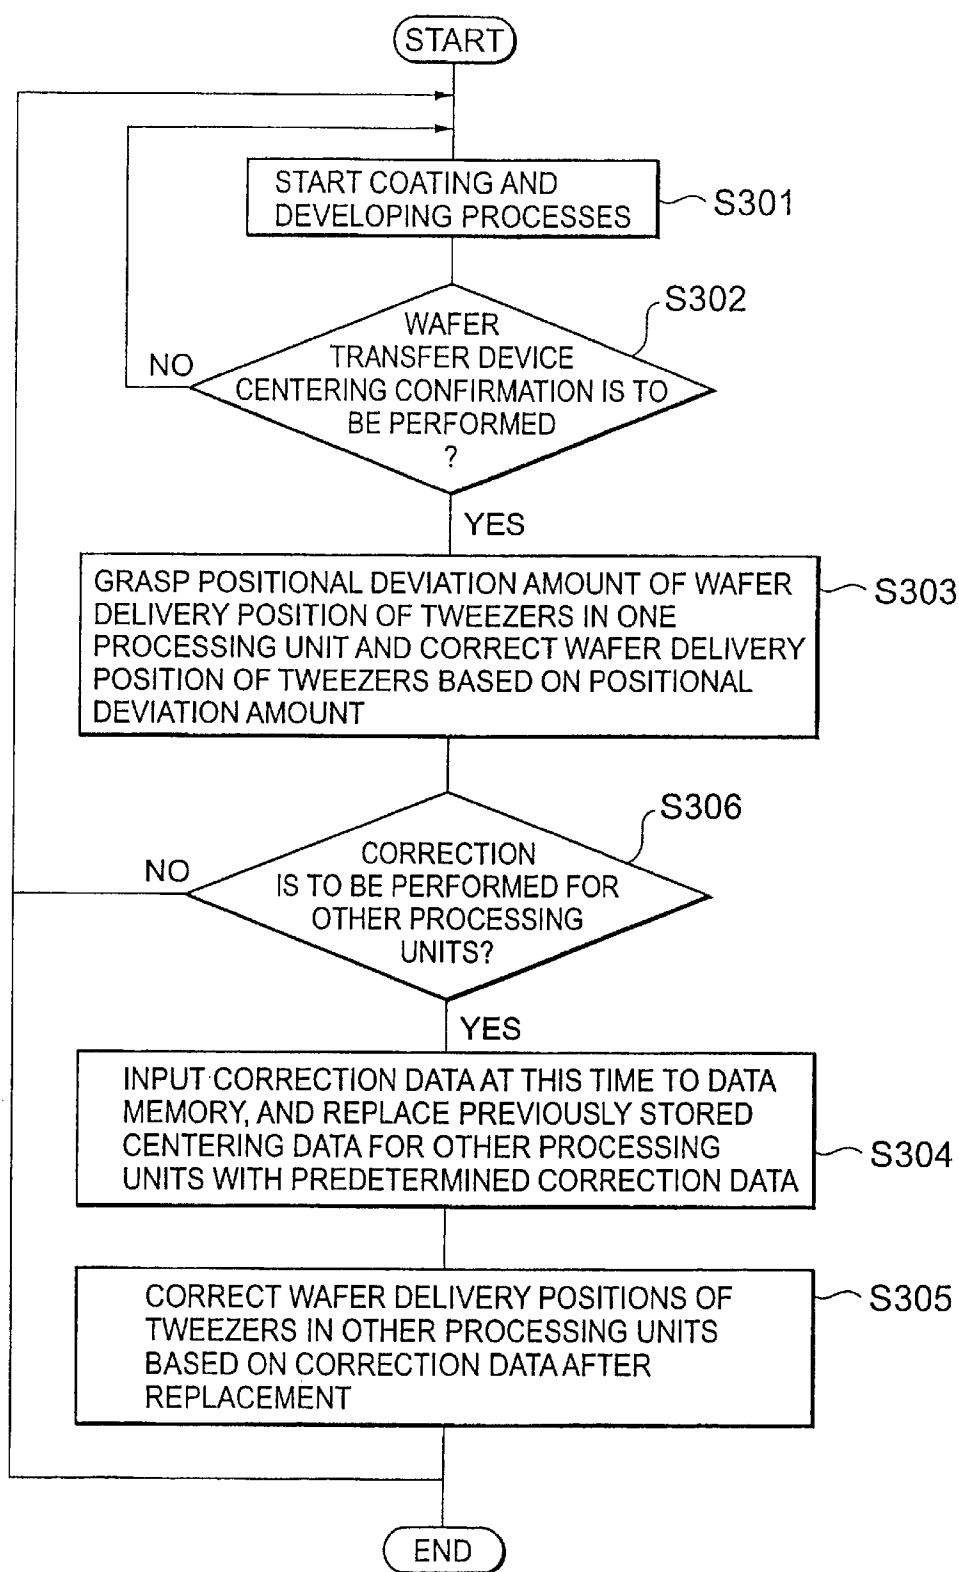 START
START COATING AND
DEVELOPING PROCESSES
S301
S302
WAFER
TRANSFER DEVICE
CENTERING CONFIRMATION IS TO
BE PERFORMED
?
NO
YES
GRASP POSITIONAL DEVIATION AMOUNT OF WAFER
DELIVERY POSITION OF TWEEZERS IN ONE
PROCESSING UNIT AND CORRECT WAFER DELIVERY
POSITION OF TWEEZERS BASED ON POSITIONAL
DEVIATION AMOUNT
S303
S306
CORRECTION
IS TO BE PERFORMED FOR
OTHER PROCESSING
UNITS?
NO
YES
INPUT CORRECTION DATA AT THIS TIME TO DATA
MEMORY, AND REPLACE PREVIOUSLY STORED
CENTERING DATA FOR OTHER PROCESSING
UNITS WITH PREDETERMINED CORRECTION DATA
S304
CORRECT WAFER DELIVERY POSITIONS OF
TWEEZERS IN OTHER PROCESSING UNITS
BASED ON CORRECTION DATA AFTER
REPLACEMENT
S305
END